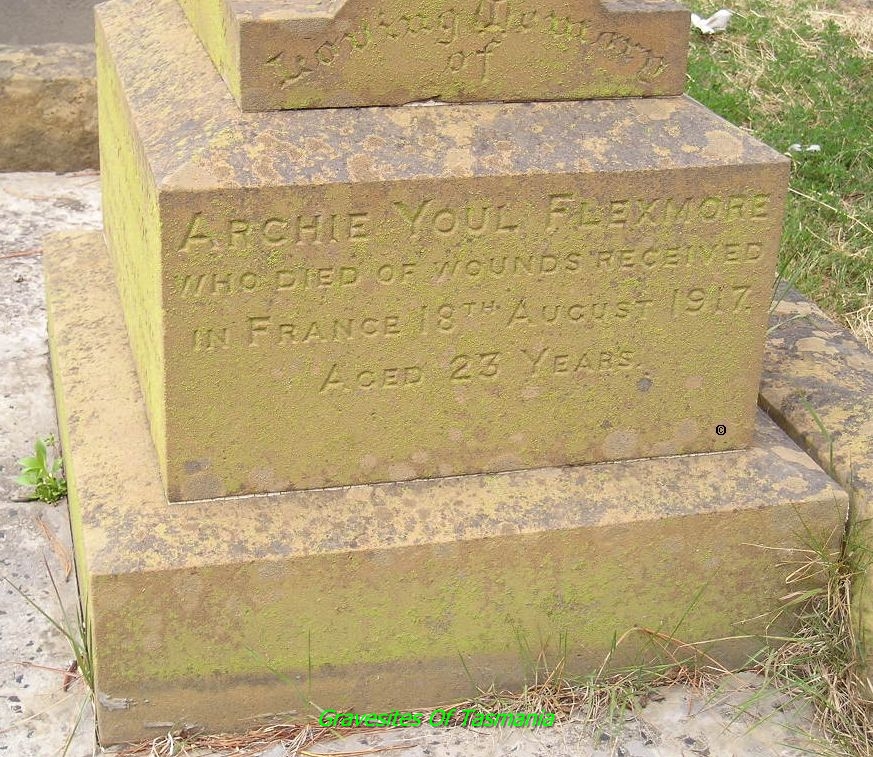 Loving Memory
of
ARCHIE YOUL FLEXMORE
WHO DIED OF WOUNDS RECEIVED
IN FRANCE 18TH AUGUST 1917.
AGED 23 YEARS.
©
Gravesites Of Tasmania